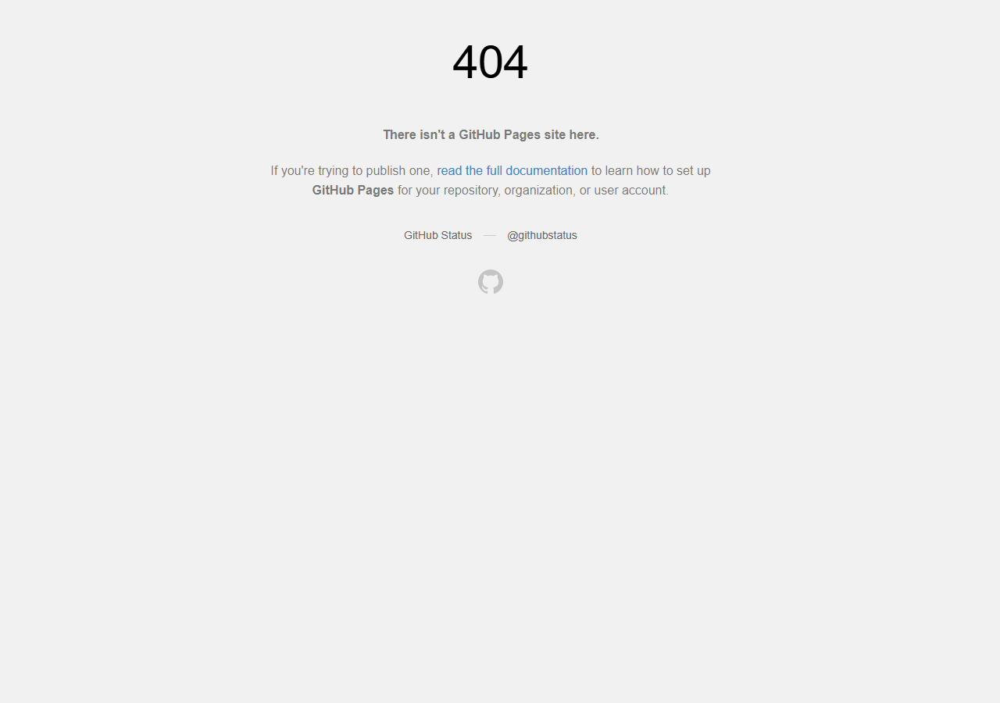 404
There isn't a GitHub Pages site here.
If you're trying to publish one, read the full documentation to learn how to set up
GitHub Pages for your repository, organization, or user account.
GitHub Status — @githubstatus